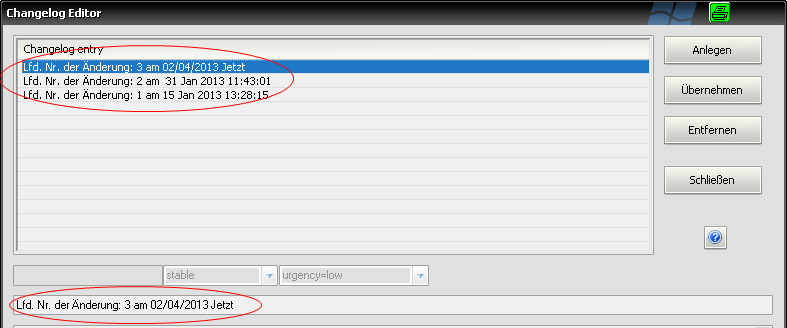 Changelog Editor
Changelog entry
Lfd. Nr. der Änderung: 3 am 02/04/2013 Jetzt
Lfd. Nr. der Änderung: 2 am  31 Jan 2013 11:43:01
Lfd. Nr. der Änderung: 1 am 15 Jan 2013 13:28:15
Anlegen
Übernehmen
Entfernen
Schließen
?
stable
urgency=low
Lfd. Nr. der Änderung: 3 am 02/04/2013 Jetzt